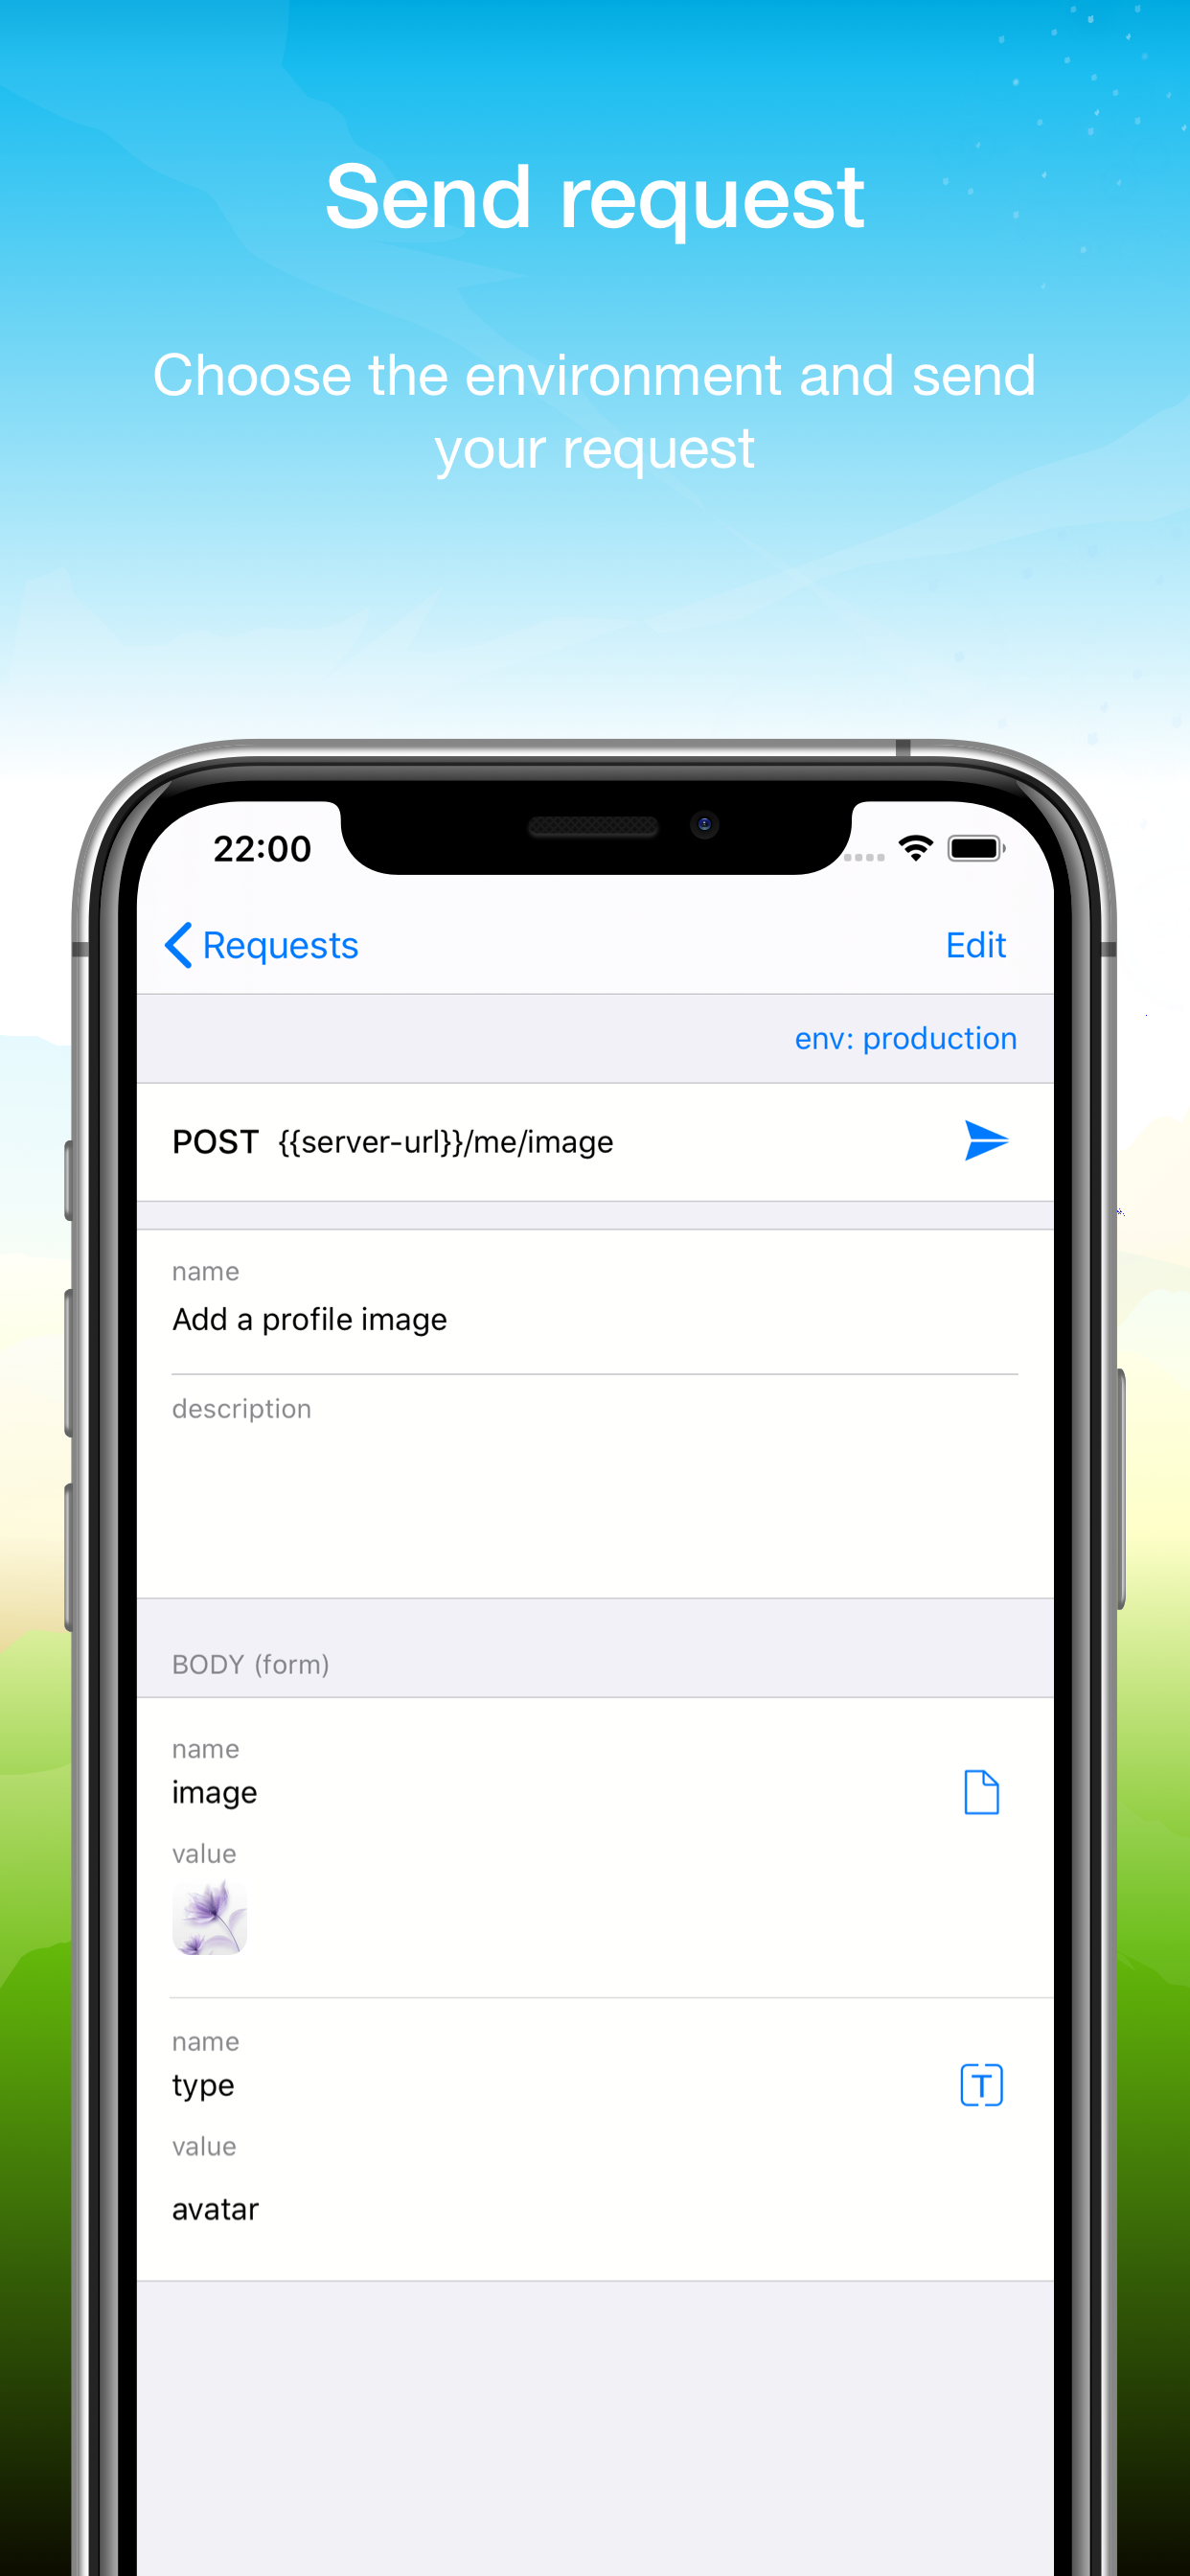 Send request
Choose the environment and send
your request
22:00
Requests
Edit
env: production
POST {{server-url}}/me/image
name
Add a profile image
description
BODY (form)
name
image
value
name
type
T
value
avatar